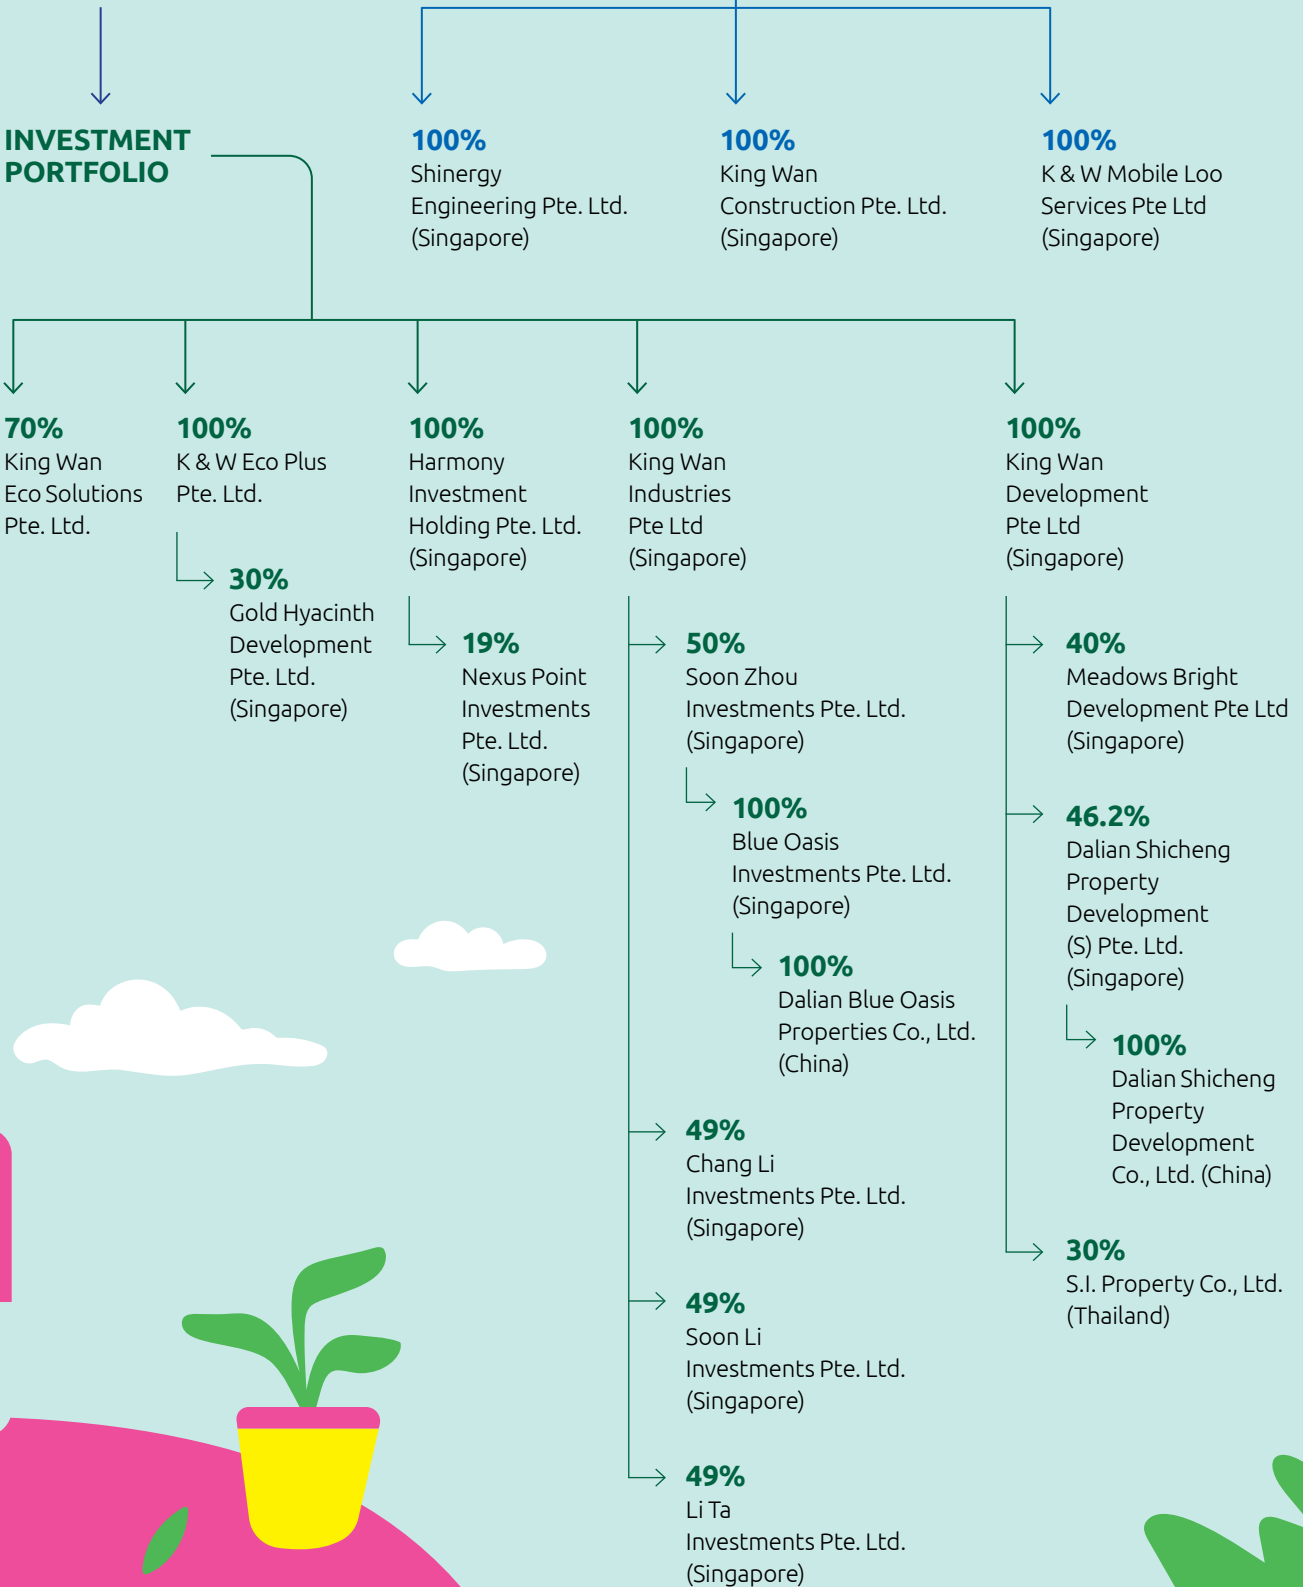 INVESTMENT
PORTFOLIO
100%
Shinergy
Engineering Pte. Ltd.
(Singapore)
100%
King Wan
Construction Pte. Ltd.
(Singapore)
100%
K & W Mobile Loo
Services Pte Ltd
(Singapore)
70%
King Wan
Eco Solutions
Pte. Ltd.
100%
K & W Eco Plus
Pte. Ltd.
30%
Gold Hyacinth
Development
Pte. Ltd.
(Singapore)
100%
Harmony
Investment
Holding Pte. Ltd.
(Singapore)
19%
Nexus Point
Investments
Pte. Ltd.
(Singapore)
100%
King Wan
Industries
Pte Ltd
(Singapore)
50%
Soon Zhou
Investments Pte. Ltd.
(Singapore)
100%
Blue Oasis
Investments Pte. Ltd.
(Singapore)
100%
Dalian Blue Oasis
Properties Co., Ltd.
(China)
49%
Chang Li
Investments Pte. Ltd.
(Singapore)
49%
Soon Li
Investments Pte. Ltd.
(Singapore)
49%
Li Ta
Investments Pte. Ltd.
(Singapore)
100%
King Wan
Development
Pte Ltd
(Singapore)
40%
Meadows Bright
Development Pte Ltd
(Singapore)
46.2%
Dalian Shicheng
Property
Development
(S) Pte. Ltd.
(Singapore)
100%
Dalian Shicheng
Property
Development
Co., Ltd. (China)
30%
S.I. Property Co., Ltd.
(Thailand)